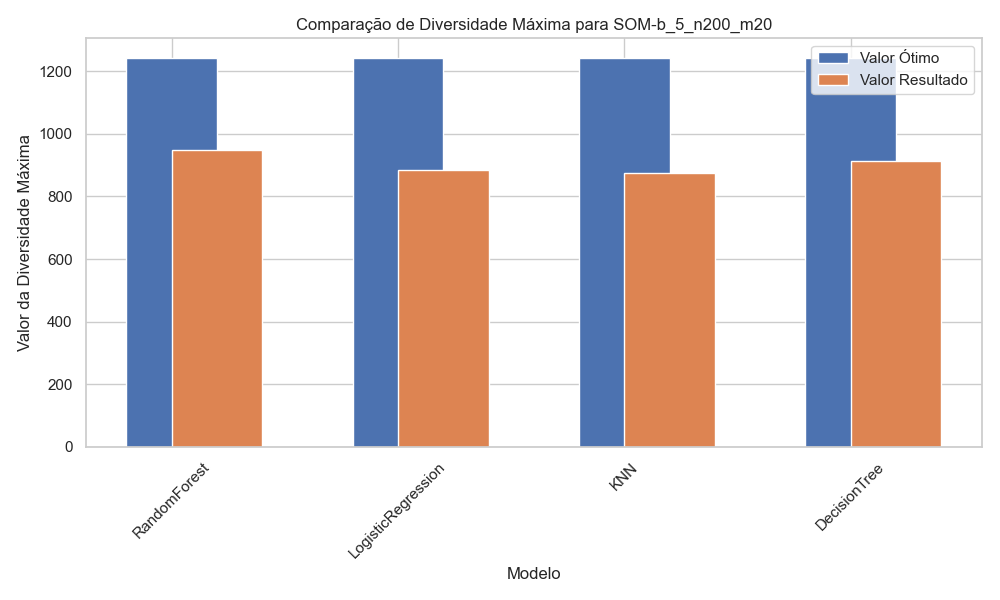 Comparação de Diversidade Máxima para SOM-b_5_n200_m20
Valor Ótimo
Valor Resultado
Valor da Diversidade Máxima
1200
1000
800
600
400
200
0
RandomForest
LogisticRegression
KNN
DecisionTree
Modelo